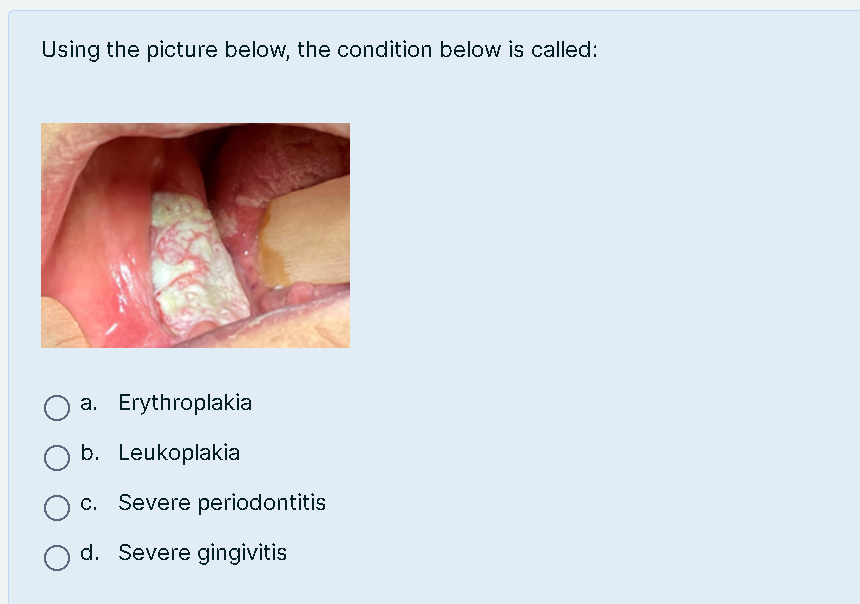 Using the picture below, the condition below is called:
a. Erythroplakia
b. Leukoplakia
c. Severe periodontitis
d. Severe gingivitis